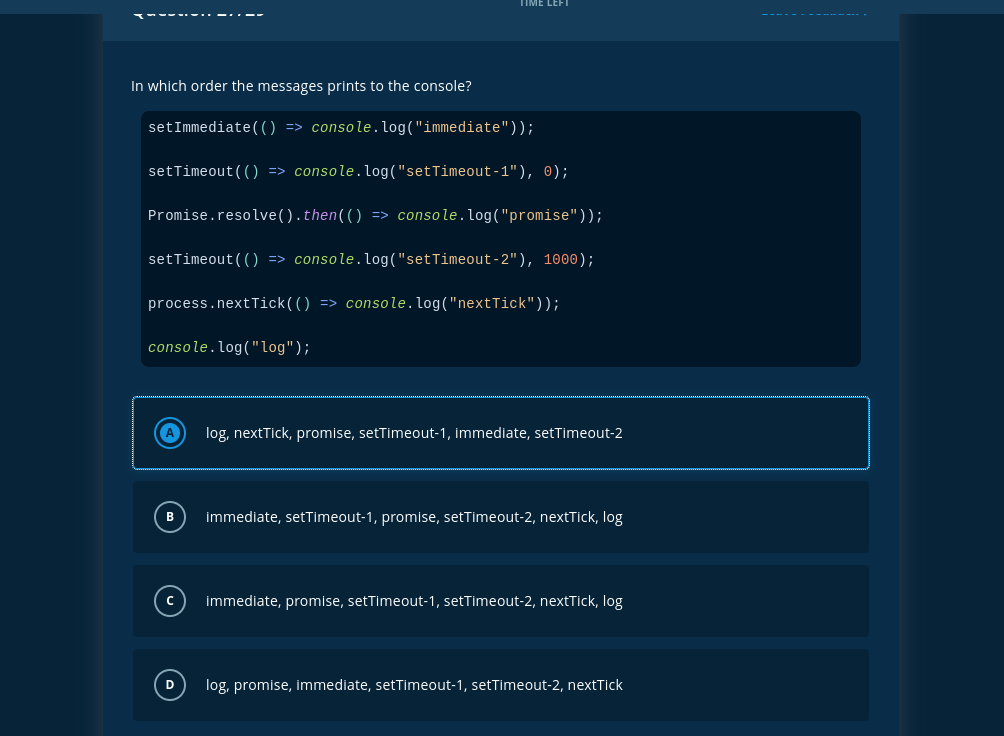 TIME LEFT
In which order the messages prints to the console?
setImmediate(() => console.log("immediate"));
setTimeout(() => console.log("setTimeout-1"), 0);
Promise.resolve().then(() => console.log("promise"));
setTimeout(() => console.log("setTimeout-2"), 1000);
process.nextTick(() => console.log("nextTick"));
console.log("log");
A log, nextTick, promise, setTimeout-1, immediate, setTimeout-2
B immediate, setTimeout-1, promise, setTimeout-2, nextTick, log
C immediate, promise, setTimeout-1, setTimeout-2, nextTick, log
D log, promise, immediate, setTimeout-1, setTimeout-2, nextTick